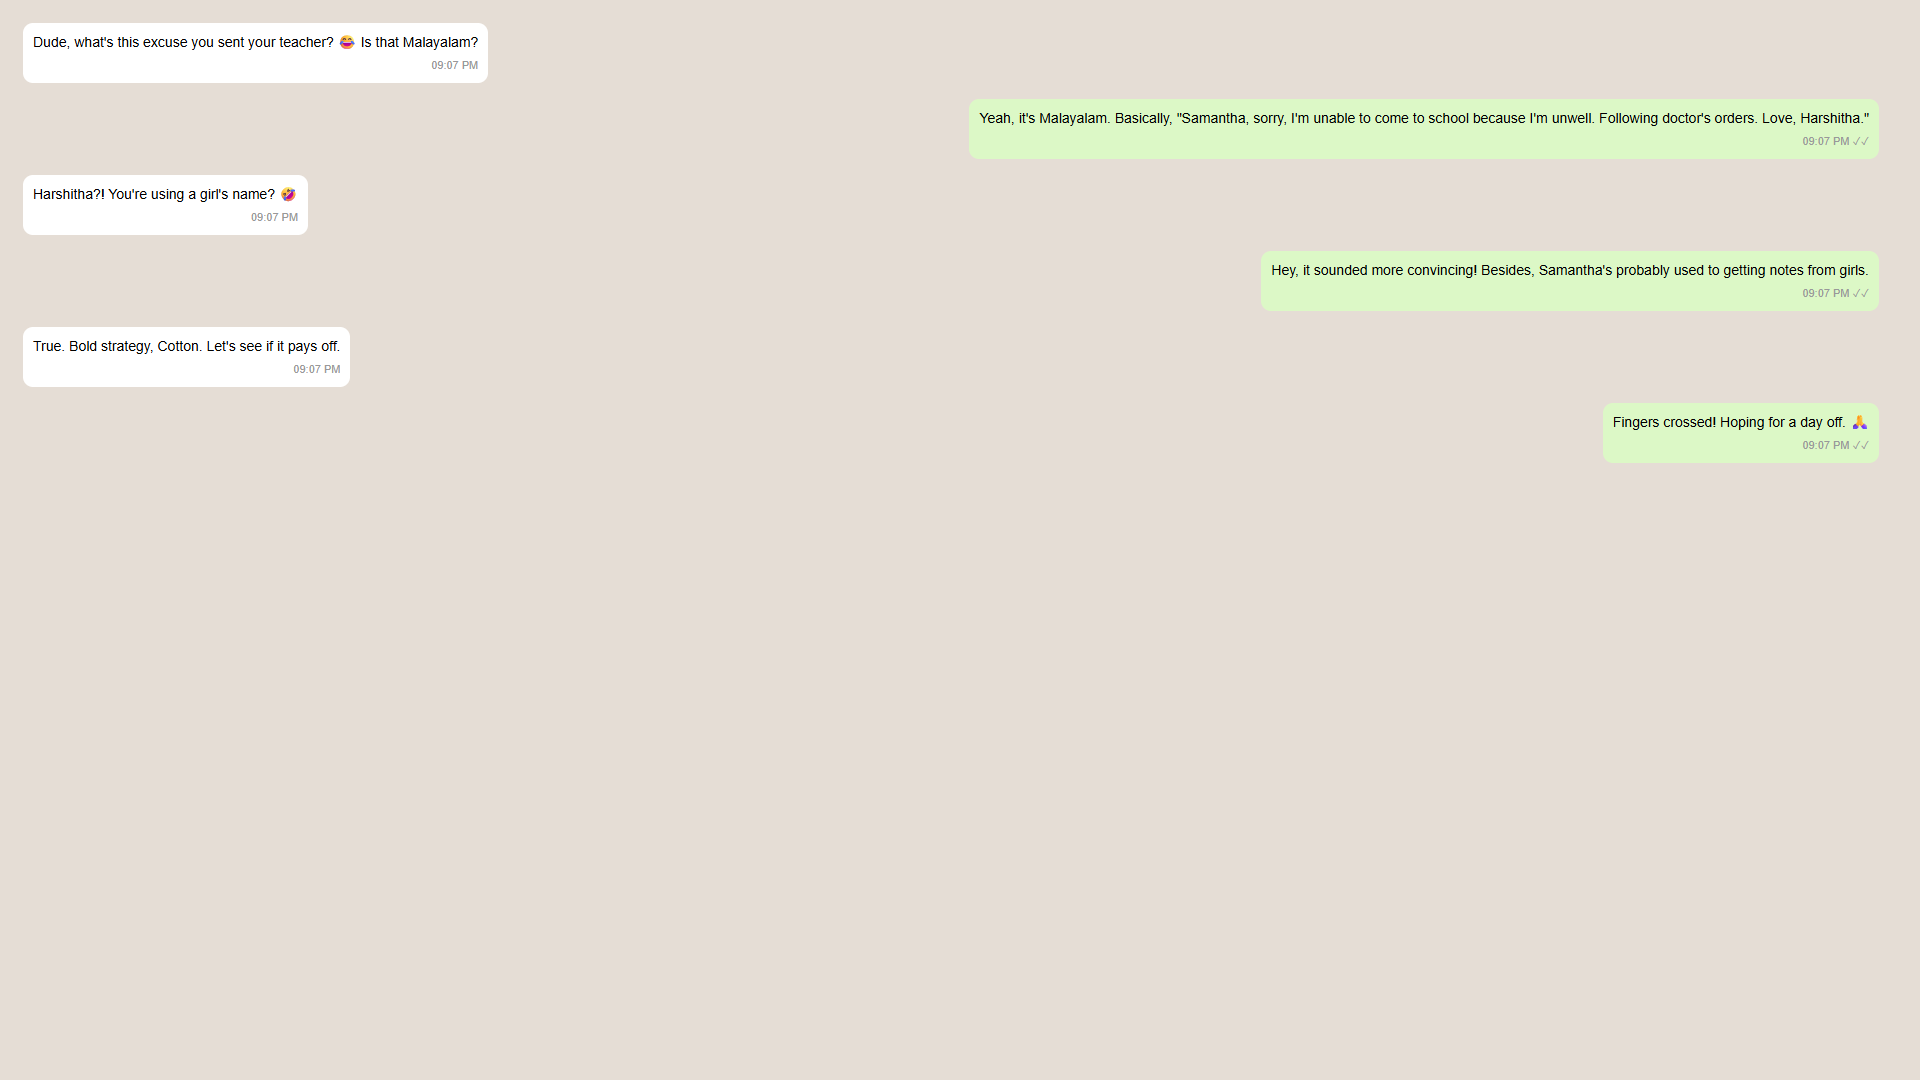 Dude, what's this excuse you sent your teacher? 😂 Is that Malayalam?
09:07 PM
Yeah, it's Malayalam. Basically, "Samantha, sorry, I'm unable to come to school because I'm unwell. Following doctor's orders. Love, Harshitha."
09:07 PM ✓✓
Harshitha?! You're using a girl's name? 🤣
09:07 PM
Hey, it sounded more convincing! Besides, Samantha's probably used to getting notes from girls.
09:07 PM ✓✓
True. Bold strategy, Cotton. Let's see if it pays off.
09:07 PM
Fingers crossed! Hoping for a day off. 🙏
09:07 PM ✓✓